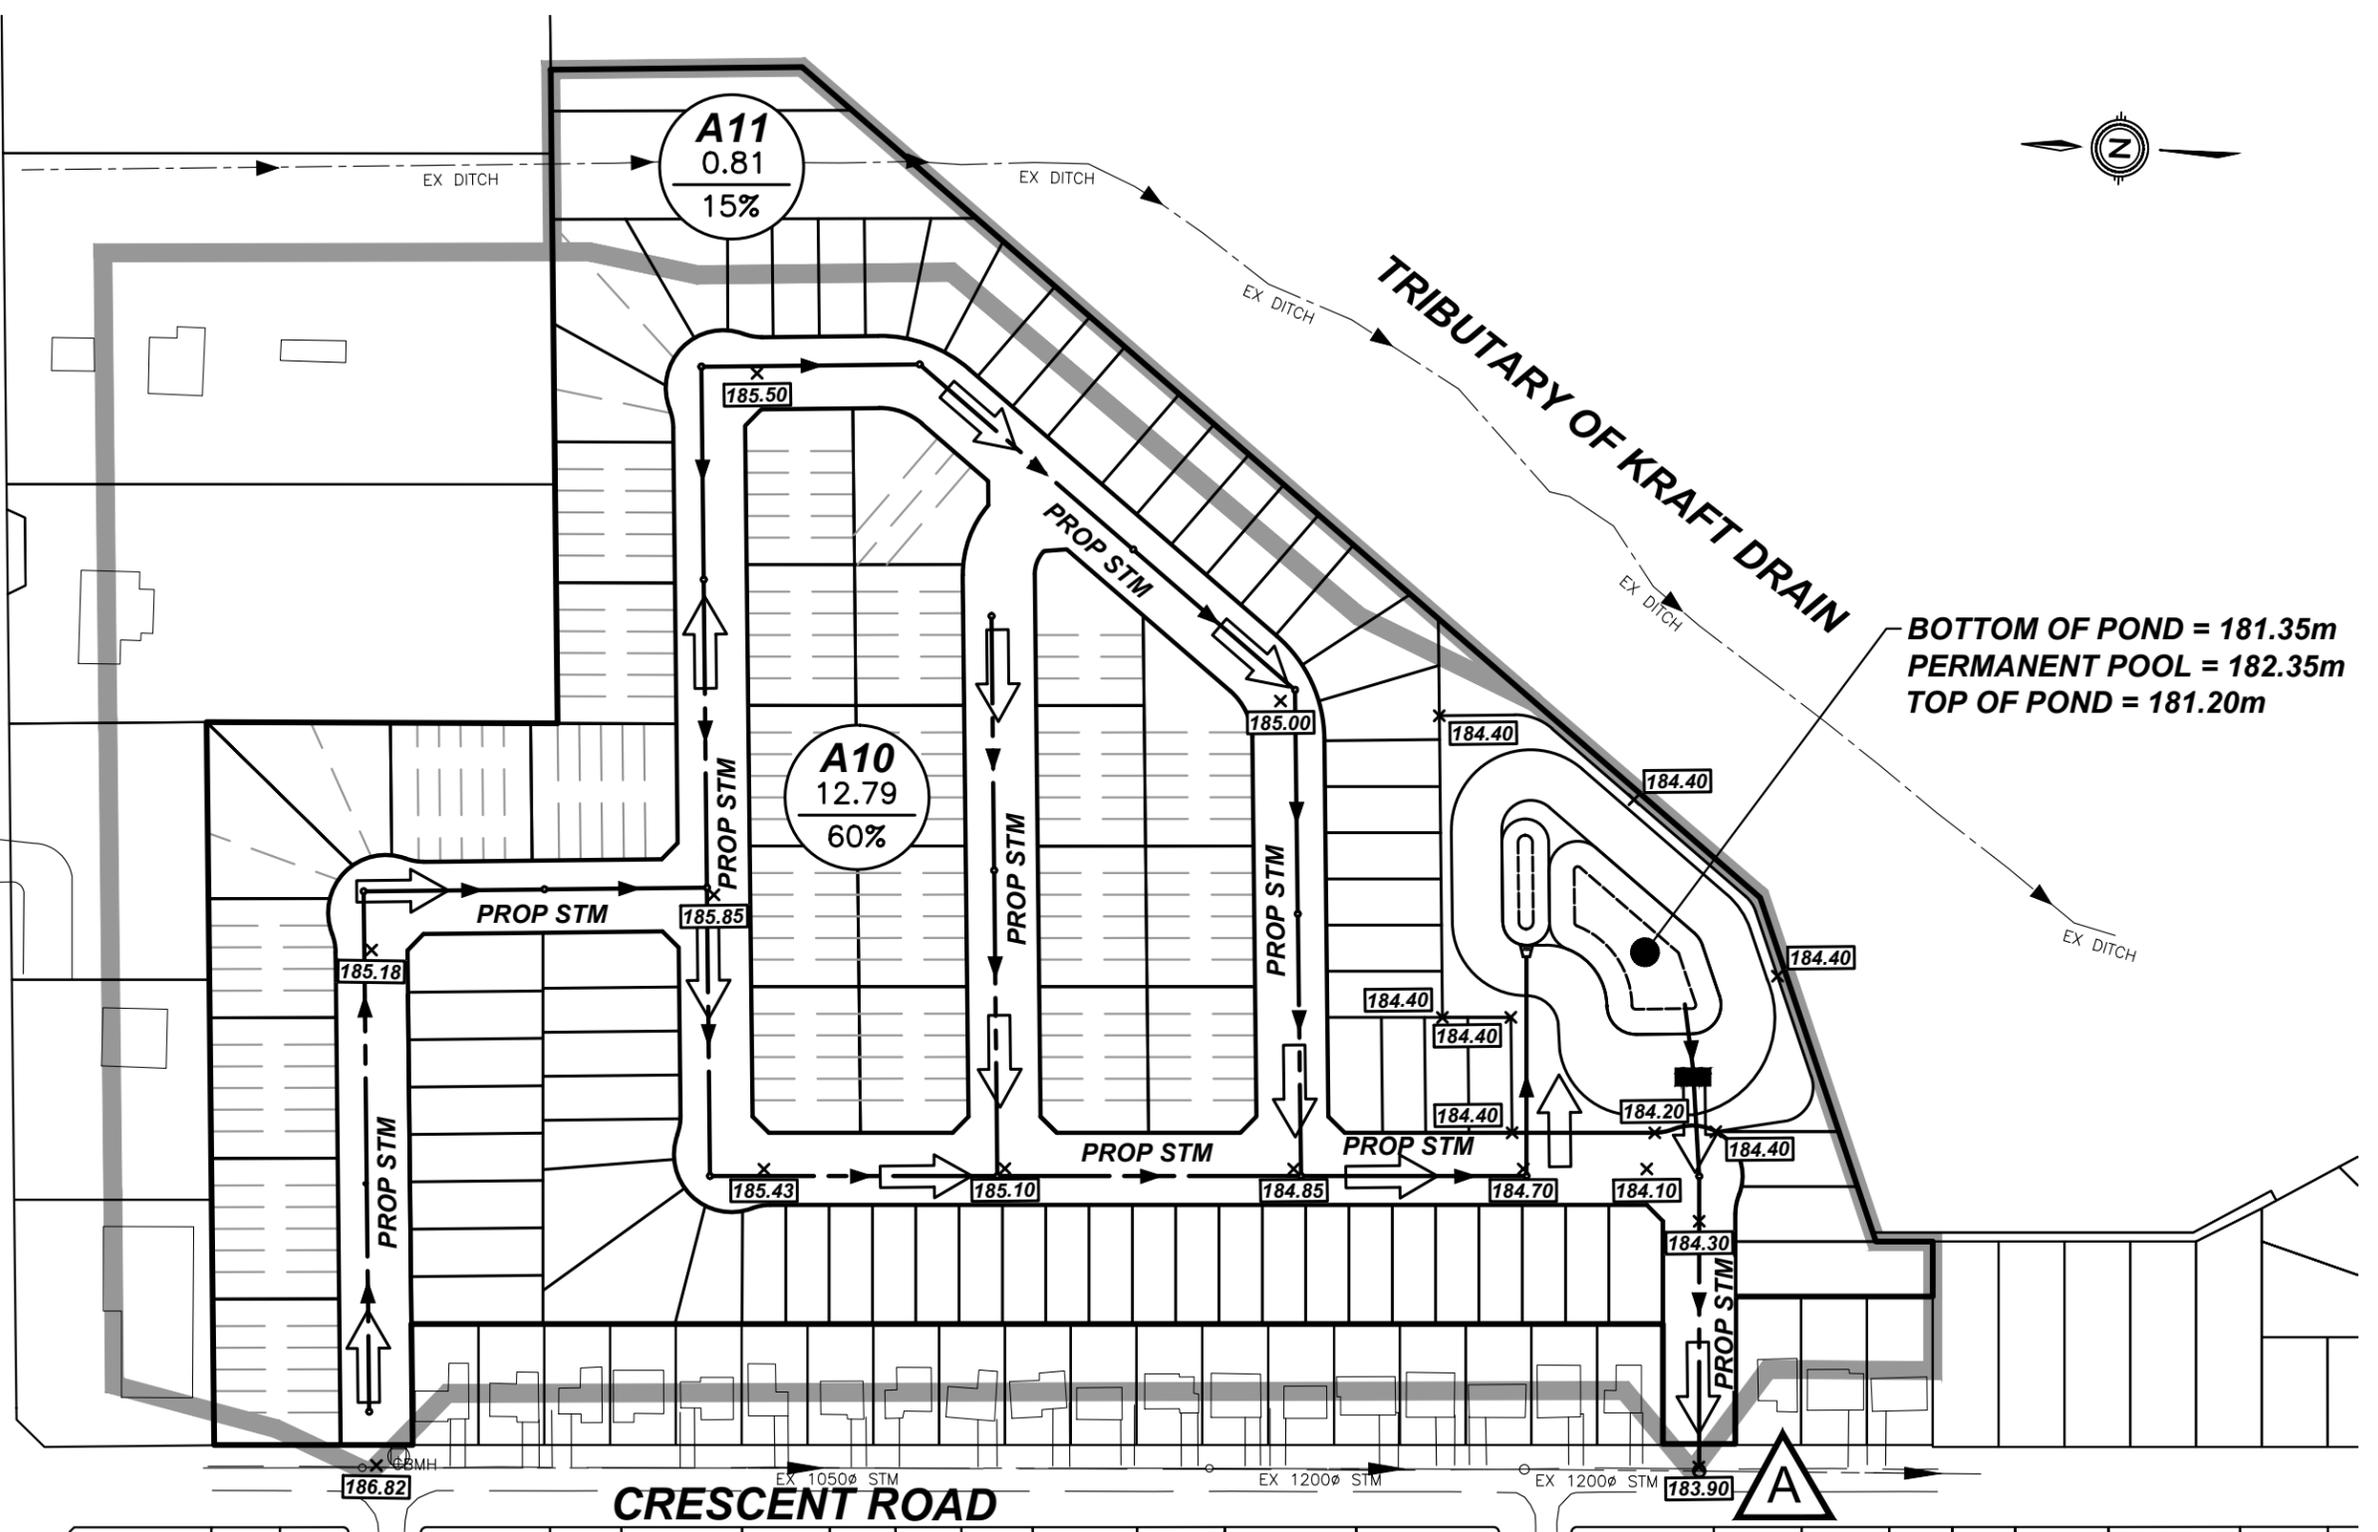 A11
0.81
15%
EX DITCH
EX DITCH
N
EX DITCH
TRIBUTARY OF KRAFT DRAIN
EX DITCH
BOTTOM OF POND = 181.35m
PERMANENT POOL = 182.35m
TOP OF POND = 181.20m
185.50
PROP STM
185.00
184.40
184.40
A10
12.79
60%
PROP STM
PROP STM
PROP STM
185.85
PROP STM
185.18
184.40
EX DITCH
184.40
184.40
184.40
184.20
184.40
PROP STM
PROP STM
PROP STM
185.43
185.10
184.85
184.70
184.10
184.30
PROP STM
CBMH
186.82
EX 1050ø STM
EX 1200ø STM
EX 1200ø STM
183.90
A
CRESCENT ROAD